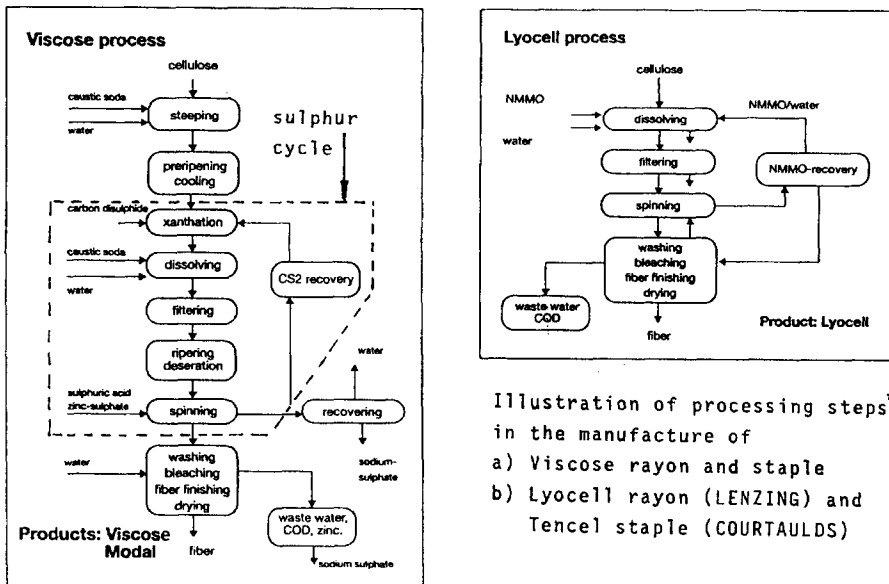 Viscose process
cellulose
caustic soda
water
steeping
sulphur
cycle
preripening
cooling
carbon disulphide
xanthation
caustic soda
water
dissolving
CS2 recovery
filtering
ripering
deseration
water
sulphuric acid
zinc-sulphate
spinning
recovering
sodium-
sulphate
water
washing
bleaching
fiber finishing
drying
waste water,
COD, zinc.
Products: Viscose
Modal
fiber
sodium sulphate
Lyocell process
cellulose
NMMO
water
NMMO/water
dissolving
filtering
NMMO-recovery
spinning
washing
bleaching
fiber finishing
drying
waste water
COD
fiber
Product: Lyocell
Illustration of processing steps
in the manufacture of
a) Viscose rayon and staple
b) Lyocell rayon (LENZING) and
Tencel staple (COURTAULDS)